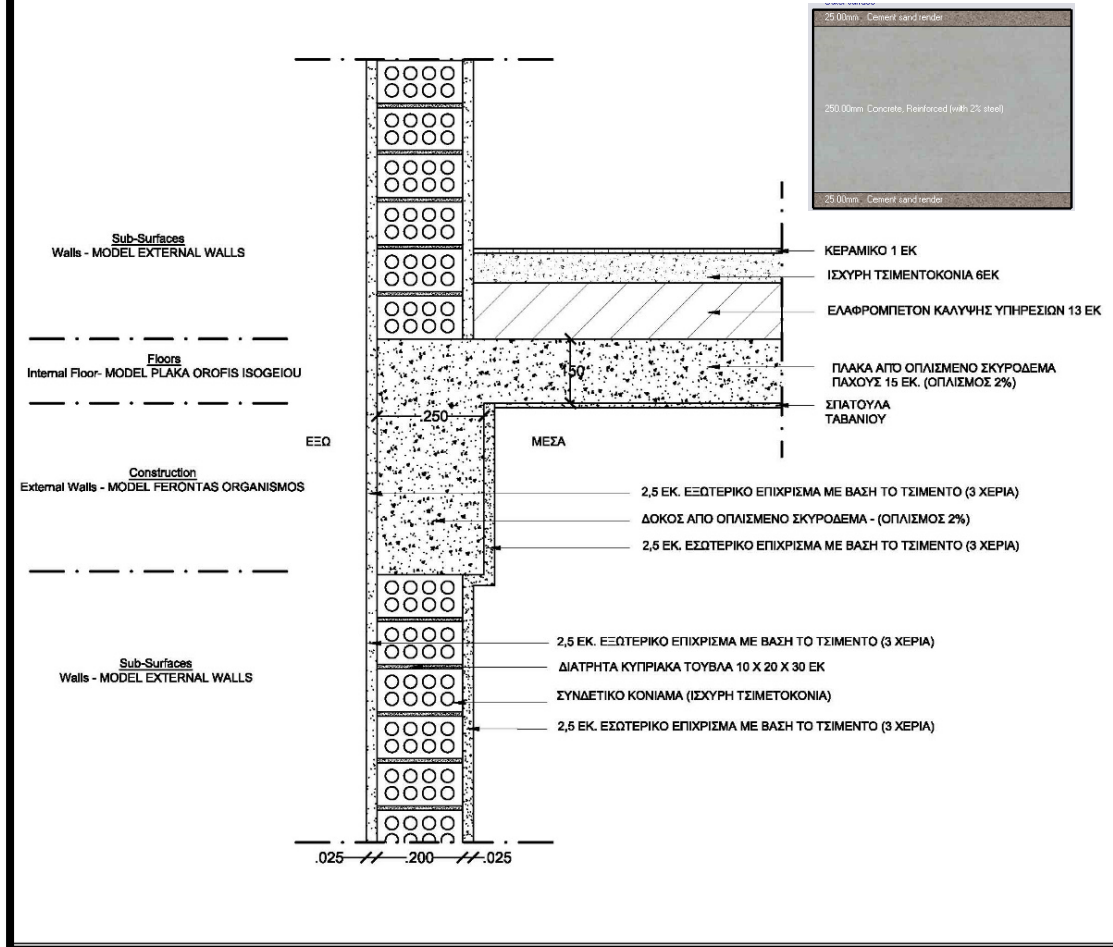 25.00mm Cement sand render
250.00mm Concrete, Reinforced (with 2% steel)
25.00mm Cement sand render
Sub-Surfaces
Walls - MODEL EXTERNAL WALLS
ΚΕΡΑΜΙΚΟ 1 ΕΚ
ΙΣΧΥΡΗ ΤΣΙΜΕΝΤΟΚΟΝΙΑ 6ΕΚ
ΕΛΑΦΡΟΜΠΕΤΟΝ ΚΑΛΥΨΗΣ ΥΠΗΡΕΣΙΩΝ 13 ΕΚ
Floors
Internal Floor- MODEL PLAKA OROFIS ISOGEIOU
ΠΛΑΚΑ ΑΠΟ ΟΠΛΙΣΜΕΝΟ ΣΚΥΡΟΔΕΜΑ
ΠΑΧΟΥΣ 15 ΕΚ. (ΟΠΛΙΣΜΟΣ 2%)
ΣΠΑΤΟΥΛΑ
ΤΑΒΑΝΙΟΥ
.250
ΕΞΩ
ΜΕΣΑ
Construction
External Walls - MODEL FERONTAS ORGANISMOS
2,5 ΕΚ. ΕΞΩΤΕΡΙΚΟ ΕΠΙΧΡΙΣΜΑ ΜΕ ΒΑΣΗ ΤΟ ΤΣΙΜΕΝΤΟ (3 ΧΕΡΙΑ)
ΔΟΚΟΣ ΑΠΟ ΟΠΛΙΣΜΕΝΟ ΣΚΥΡΟΔΕΜΑ - (ΟΠΛΙΣΜΟΣ 2%)
2,5 ΕΚ. ΕΣΩΤΕΡΙΚΟ ΕΠΙΧΡΙΣΜΑ ΜΕ ΒΑΣΗ ΤΟ ΤΣΙΜΕΝΤΟ (3 ΧΕΡΙΑ)
Sub-Surfaces
Walls - MODEL EXTERNAL WALLS
2,5 ΕΚ. ΕΞΩΤΕΡΙΚΟ ΕΠΙΧΡΙΣΜΑ ΜΕ ΒΑΣΗ ΤΟ ΤΣΙΜΕΝΤΟ (3 ΧΕΡΙΑ)
ΔΙΑΤΡΗΤΑ ΚΥΠΡΙΑΚΑ ΤΟΥΒΛΑ 10 Χ 20 Χ 30 ΕΚ
ΣΥΝΔΕΤΙΚΟ ΚΟΝΙΑΜΑ (ΙΣΧΥΡΗ ΤΣΙΜΕΤΟΚΟΝΙΑ)
2,5 ΕΚ. ΕΣΩΤΕΡΙΚΟ ΕΠΙΧΡΙΣΜΑ ΜΕ ΒΑΣΗ ΤΟ ΤΣΙΜΕΝΤΟ (3 ΧΕΡΙΑ)
.025 .200 .025